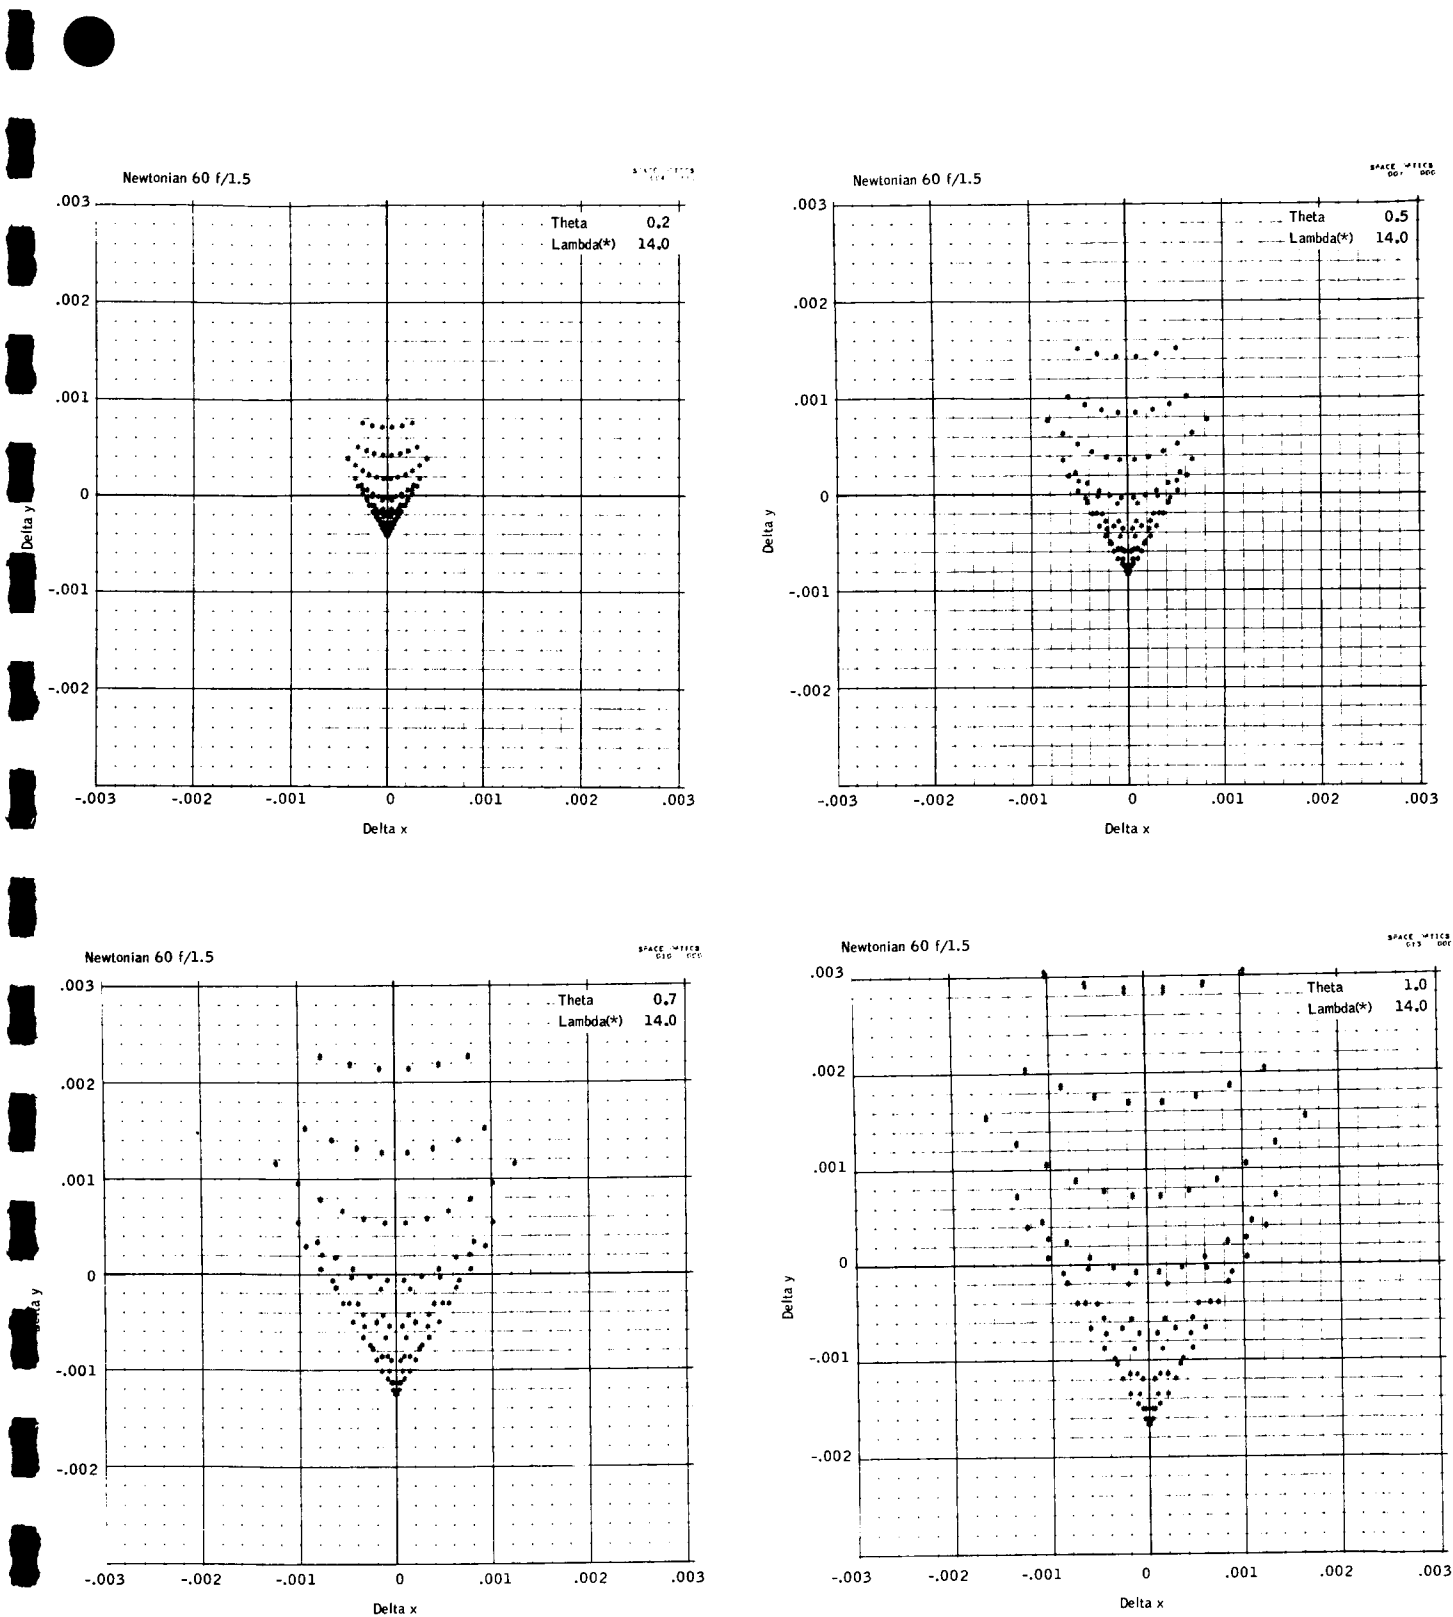 Newtonian 60 f/1.5
.003
Theta 0.2
Lambda(*) 14.0
.002
.001
0
Delta y
-.001
-.002
-.003 -.002 -.001 0 .001 .002 .003
Delta x
Newtonian 60 f/1.5
SPACE OPTICS
.003
Theta 0.5
Lambda(*) 14.0
.002
.001
0
Delta y
-.001
-.002
-.003 -.002 -.001 0 .001 .002 .003
Delta x
Newtonian 60 f/1.5
SPACE
.003
Theta 0.7
Lambda(*) 14.0
.002
.001
0
Delta y
-.001
-.002
-.003 -.002 -.001 0 .001 .002 .003
Delta x
Newtonian 60 f/1.5
SPACE
.003
Theta 1.0
Lambda(*) 14.0
.002
.001
0
Delta y
-.001
-.002
-.003 -.002 -.001 0 .001 .002 .003
Delta x